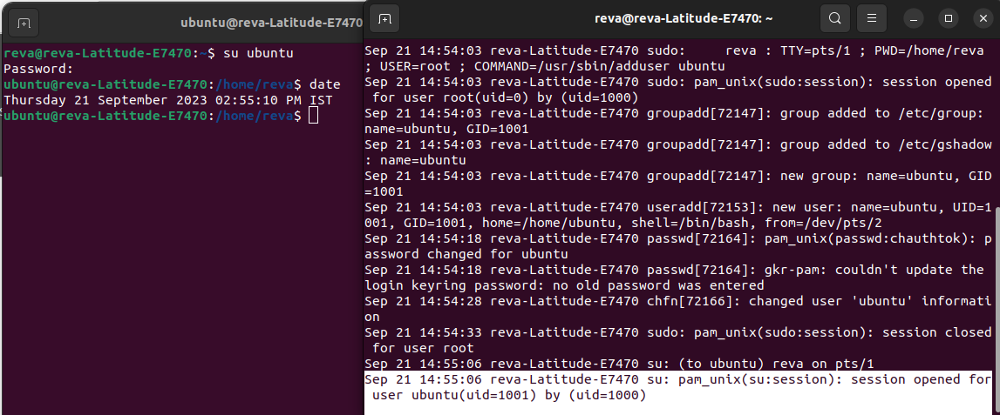 ubuntu@reva-Latitude-E7470
reva@reva-Latitude-E7470:~$ su ubuntu
Password:
ubuntu@reva-Latitude-E7470:/home/reva$ date
Thursday 21 September 2023 02:55:10 PM IST
ubuntu@reva-Latitude-E7470:/home/reva$
reva@reva-Latitude-E7470: ~
Sep 21 14:54:03 reva-Latitude-E7470 sudo:     reva : TTY=pts/1 ; PWD=/home/reva
; USER=root ; COMMAND=/usr/sbin/adduser ubuntu
Sep 21 14:54:03 reva-Latitude-E7470 sudo: pam_unix(sudo:session): session opened
for user root(uid=0) by (uid=1000)
Sep 21 14:54:03 reva-Latitude-E7470 groupadd[72147]: group added to /etc/group:
name=ubuntu, GID=1001
Sep 21 14:54:03 reva-Latitude-E7470 groupadd[72147]: group added to /etc/gshadow
: name=ubuntu
Sep 21 14:54:03 reva-Latitude-E7470 groupadd[72147]: new group: name=ubuntu, GID
=1001
Sep 21 14:54:03 reva-Latitude-E7470 useradd[72153]: new user: name=ubuntu, UID=1
001, GID=1001, home=/home/ubuntu, shell=/bin/bash, from=/dev/pts/2
Sep 21 14:54:18 reva-Latitude-E7470 passwd[72164]: pam_unix(passwd:chauthtok): p
assword changed for ubuntu
Sep 21 14:54:18 reva-Latitude-E7470 passwd[72164]: gkr-pam: couldn't update the
login keyring password: no old password was entered
Sep 21 14:54:28 reva-Latitude-E7470 chfn[72166]: changed user 'ubuntu' informati
on
Sep 21 14:54:33 reva-Latitude-E7470 sudo: pam_unix(sudo:session): session closed
for user root
Sep 21 14:55:06 reva-Latitude-E7470 su: (to ubuntu) reva on pts/1
Sep 21 14:55:06 reva-Latitude-E7470 su: pam_unix(su:session): session opened for
user ubuntu(uid=1001) by (uid=1000)